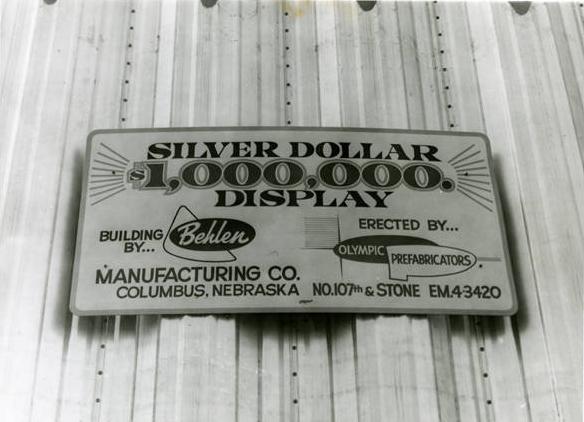 SILVER DOLLAR
$1,000,000.
DISPLAY
BUILDING
BY...
Behlen
MANUFACTURING CO.
COLUMBUS, NEBRASKA
ERECTED BY...
OLYMPIC
PREFABRICATORS
NO.107th & STONE EM.4-3420